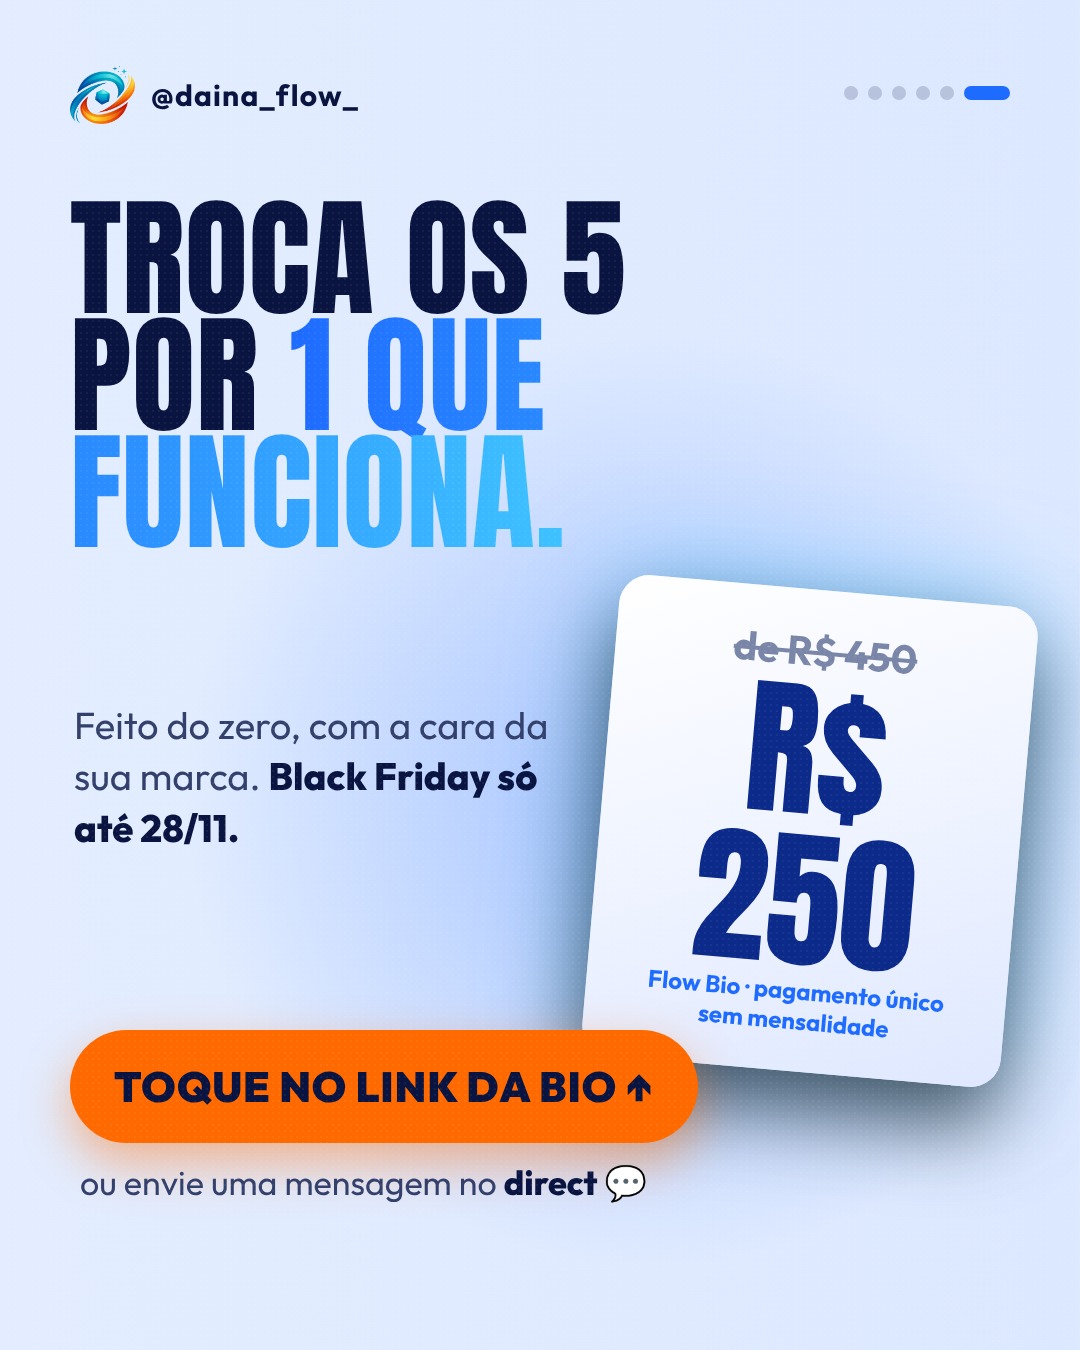 @daina_flow_
TROCA OS 5
POR 1 QUE
FUNCIONA.
Feito do zero, com a cara da
sua marca. Black Friday só
até 28/11.
de R$ 450
R$
250
Flow Bio · pagamento único
sem mensalidade
TOQUE NO LINK DA BIO ↑
ou envie uma mensagem no direct 💬